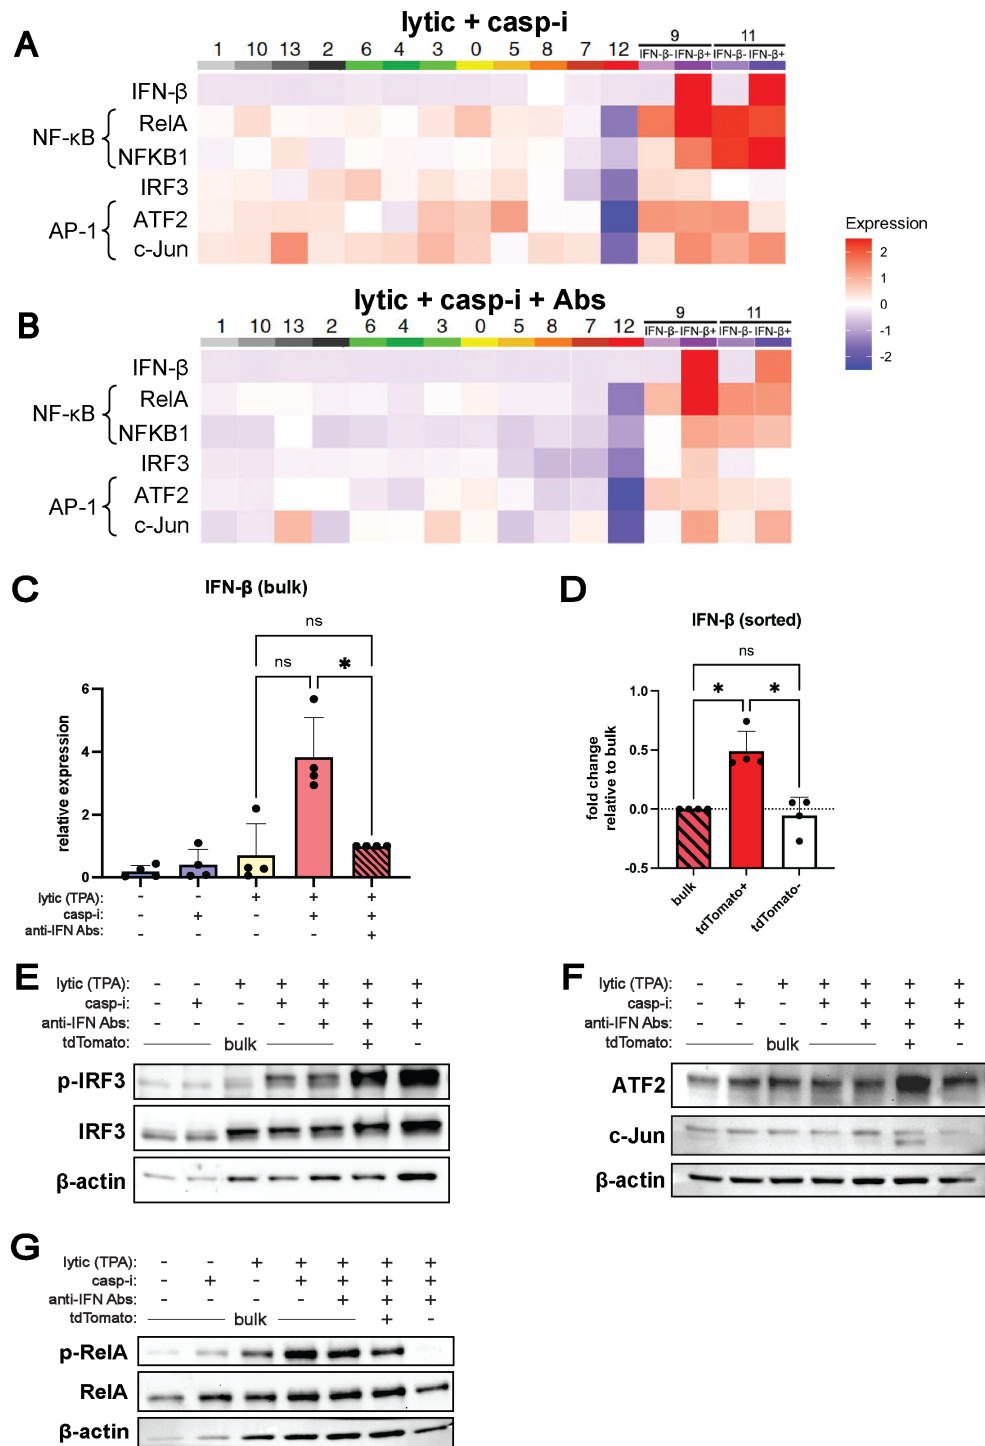 A
lytic + casp-i
1 10 13 2 6 4 3 0 5 8 7 12 9 11
IFN-β- IFN-β+ IFN-β- IFN-β+
IFN-β
NF-κB
RelA
NFKB1
IRF3
AP-1
ATF2
c-Jun
Expression
2
1
0
-1
-2
B
lytic + casp-i + Abs
1 10 13 2 6 4 3 0 5 8 7 12 9 11
IFN-β- IFN-β+ IFN-β- IFN-β+
IFN-β
NF-κB
RelA
NFKB1
IRF3
AP-1
ATF2
c-Jun
C
IFN-β (bulk)
ns
ns *
relative expression
6
4
2
0
lytic (TPA): - - + + +
casp-i: - + - + +
anti-IFN Abs: - - - - +
D
IFN-β (sorted)
ns
* *
fold change
relative to bulk
1.0
0.5
0.0
-0.5
bulk
tdTomato+
tdTomato-
E
lytic (TPA): - - + + + + +
casp-i: - + - + + + +
anti-IFN Abs: - - - - + + +
tdTomato: bulk + -
p-IRF3
IRF3
β-actin
F
lytic (TPA): - - + + + + +
casp-i: - + - + + + +
anti-IFN Abs: - - - - + + +
tdTomato: bulk + -
ATF2
c-Jun
β-actin
G
lytic (TPA): - - + + + + +
casp-i: - + - + + + +
anti-IFN Abs: - - - - + + +
tdTomato: bulk + -
p-RelA
RelA
β-actin